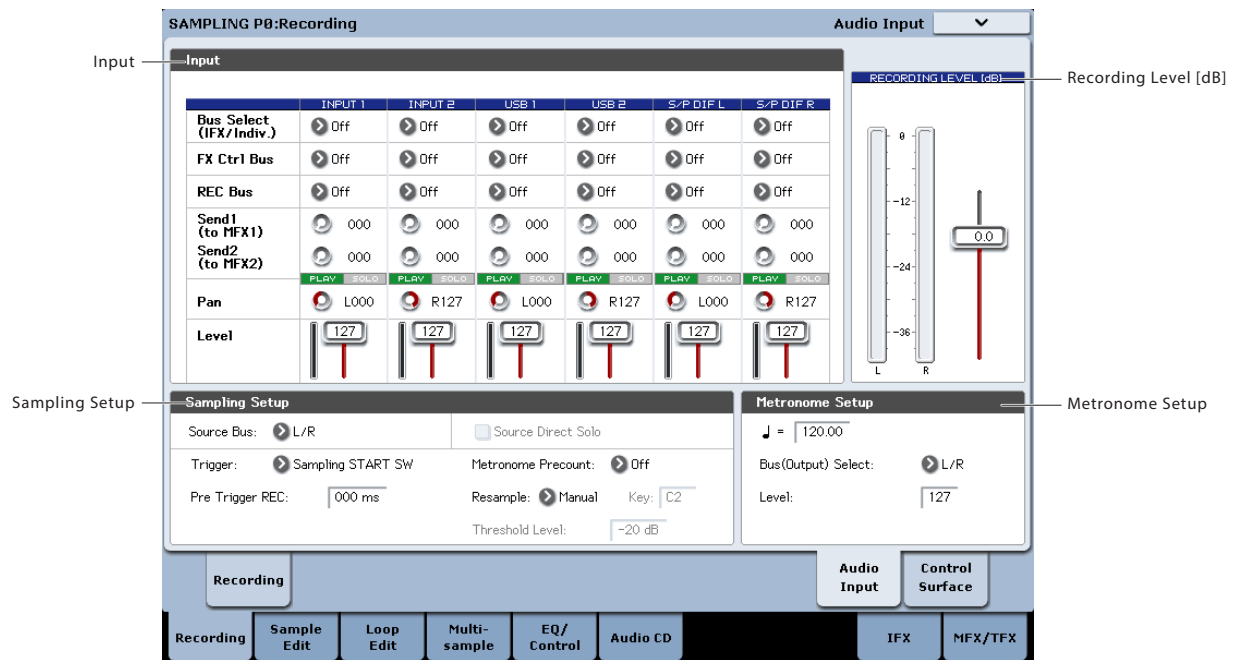 SAMPLING P0:Recording
Audio Input
Input
Input
RECORDING LEVEL [dB]
Recording Level [dB]
INPUT 1 INPUT 2 USB 1 USB 2 S/P DIF L S/P DIF R
Bus Select
(IFX/Indiv.)
Off Off Off Off Off Off
FX Ctrl Bus Off Off Off Off Off Off
REC Bus Off Off Off Off Off Off
Send1
(to MFX1)
000 000 000 000 000 000
Send2
(to MFX2)
000 000 000 000 000 000
PLAY SOLO PLAY SOLO PLAY SOLO PLAY SOLO PLAY SOLO PLAY SOLO
Pan L000 R127 L000 R127 L000 R127
Level 127 127 127 127 127 127
0
-12
0.0
-24
-36
L R
Sampling Setup
Sampling Setup
Source Bus: L/R Source Direct Solo
Trigger: Sampling START SW Metronome Precount: Off
Pre Trigger REC: 000 ms Resample: Manual Key: C2
Threshold Level: -20 dB
Metronome Setup
Metronome Setup
♩ = 120.00
Bus(Output) Select: L/R
Level: 127
Recording
Audio
Input
Control
Surface
Recording
Sample
Edit
Loop
Edit
Multi-
sample
EQ/
Control
Audio CD
IFX
MFX/TFX